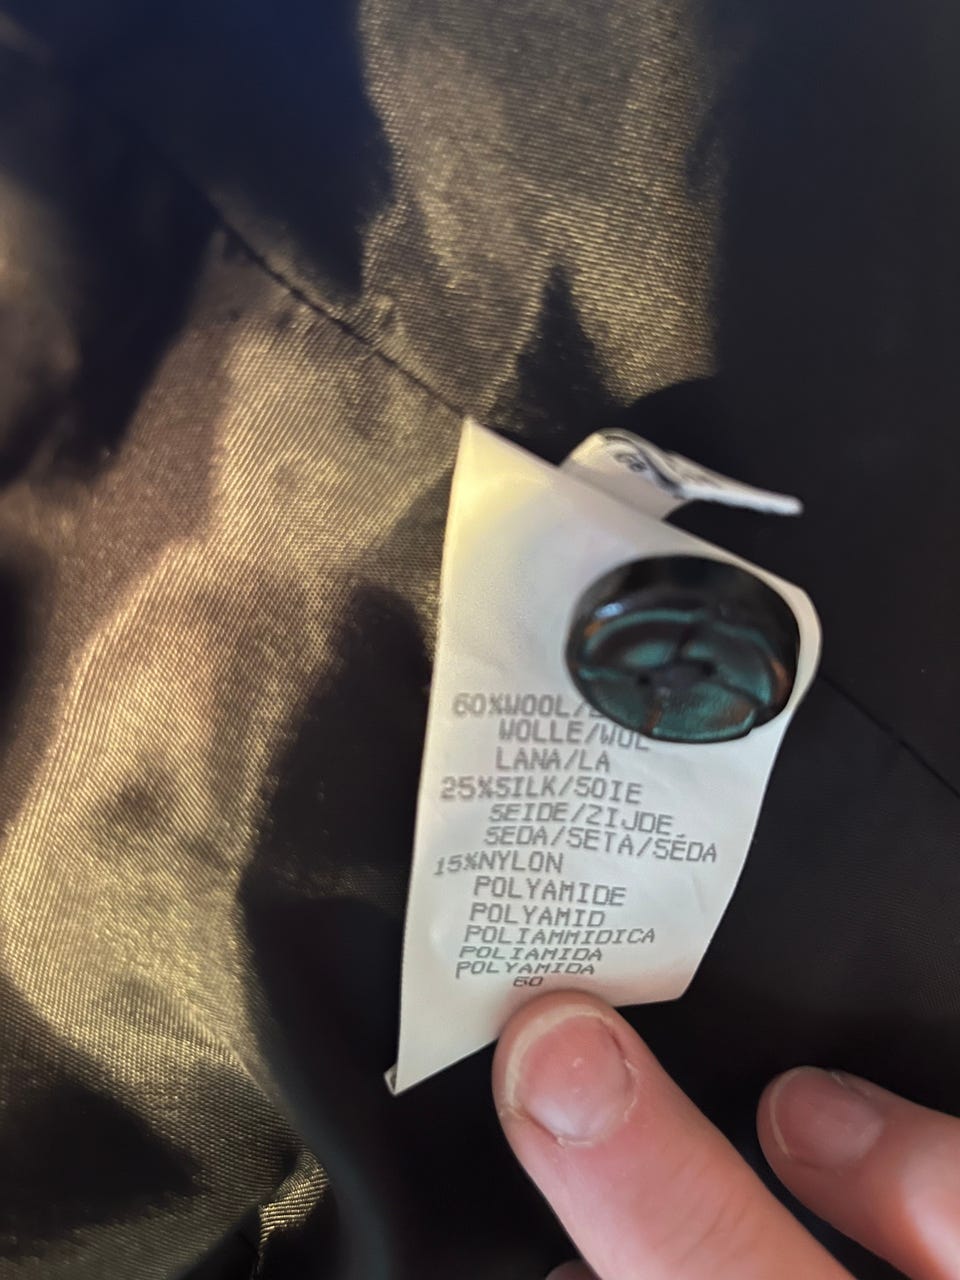 60%WOOL/
WOLLE/WOL
LANA/LA
25%SILK/SOIE
SEIDE/ZIJDE
SEDA/SETA/SÉDA
15%NYLON
POLYAMIDE
POLYAMID
POLIAMMIDICA
POLIAMIDA
POLYAMIDA
60